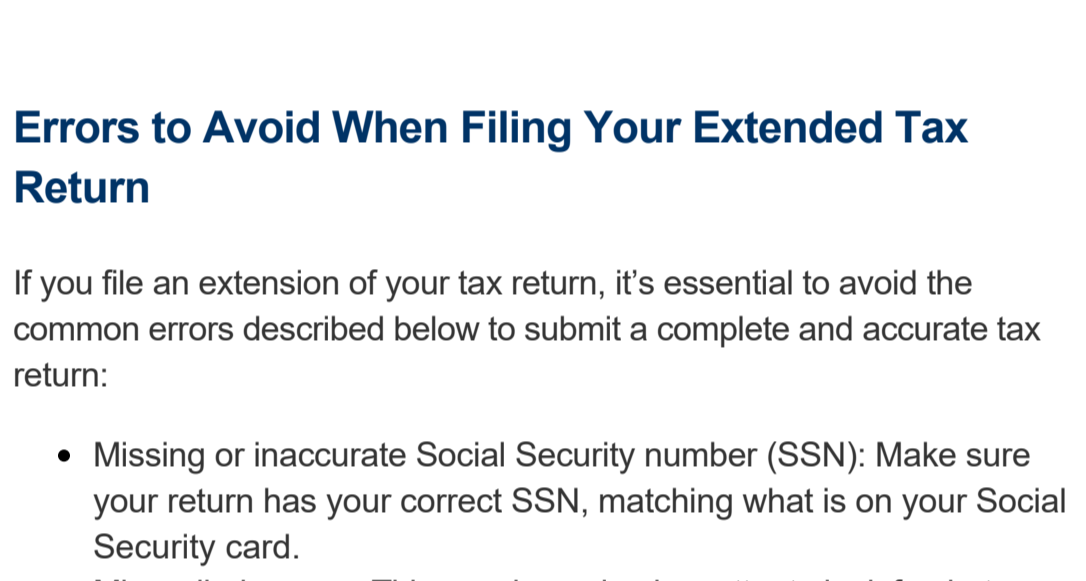 Errors to Avoid When Filing Your Extended Tax
Return
If you file an extension of your tax return, it’s essential to avoid the
common errors described below to submit a complete and accurate tax
return:
• Missing or inaccurate Social Security number (SSN): Make sure
your return has your correct SSN, matching what is on your Social
Security card.